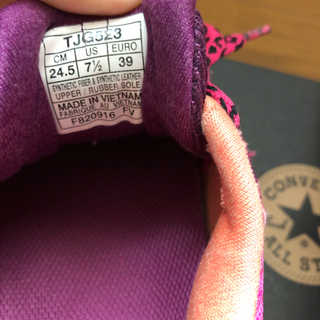 TJG523
CM US EURO
24.5 7½ 39
SYNTHETIC FIBER & SYNTHETIC LEATHER
UPPER / RUBBER SOLE
MADE IN VIETNAM
FABRIQUE AU VIETNAM
F820916 FV
CONVERSE
ALL STAR